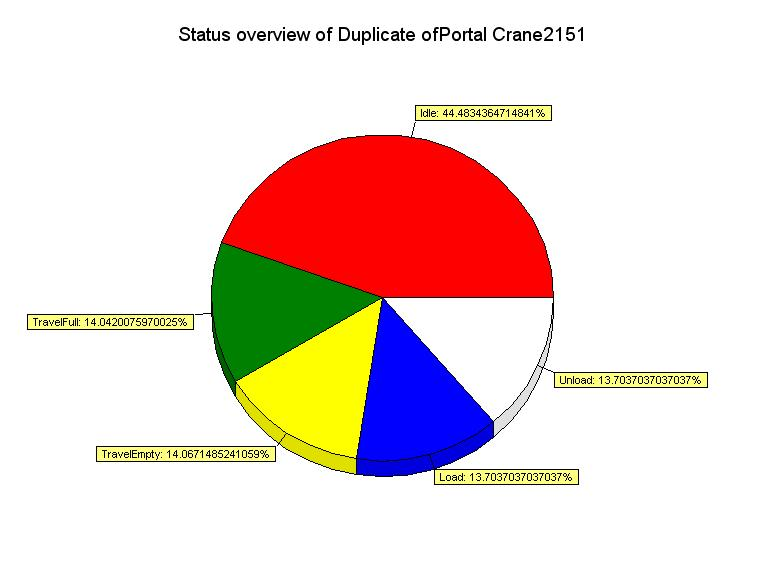 Status overview of Duplicate ofPortal Crane2151
Idle: 44.4834364714841%
TravelFull: 14.0420075970025%
Unload: 13.7037037037037%
TravelEmpty: 14.0671485241059%
Load: 13.7037037037037%